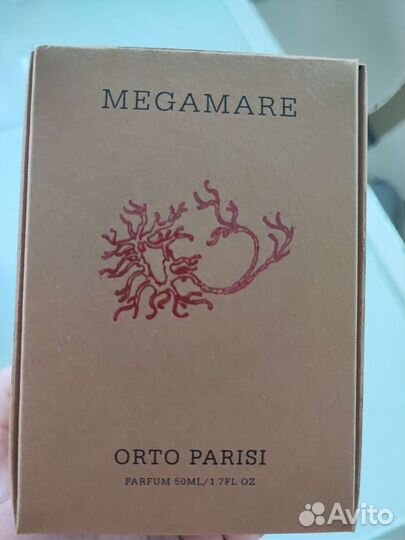 MEGAMARE
ORTO PARISI
PARFUM 50ML/1.7FL OZ
Avito